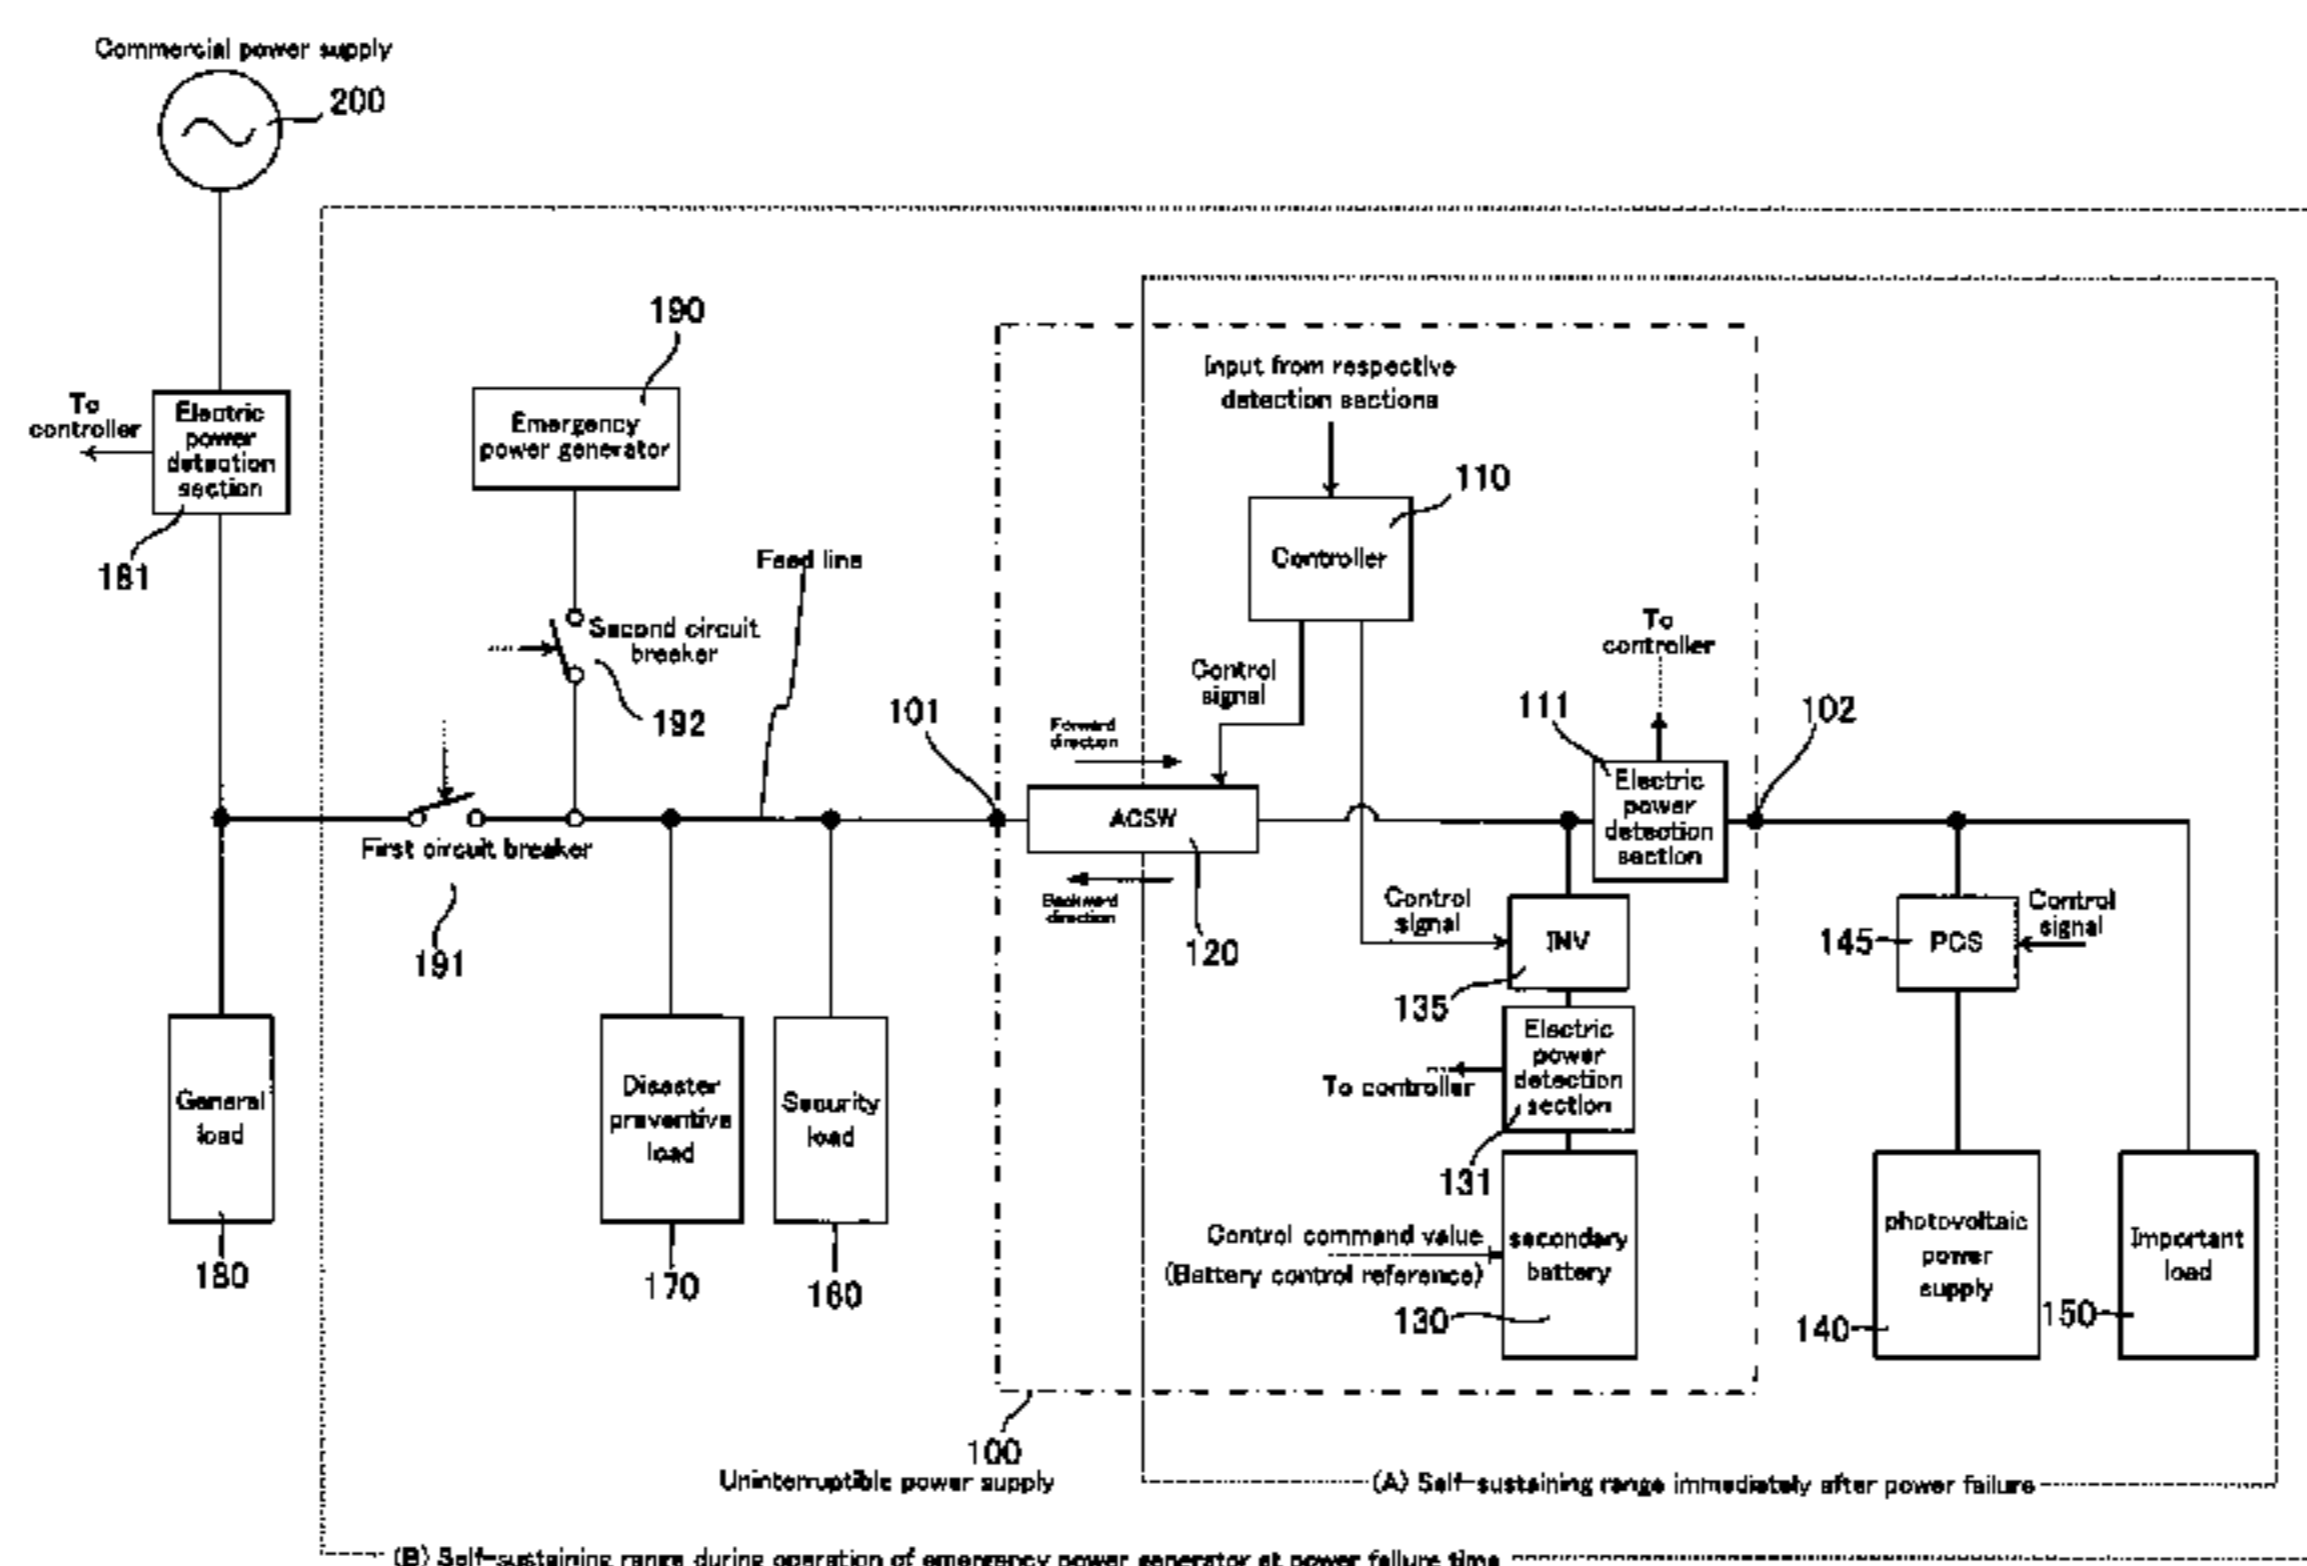 Commercial power supply
200
190
Input from respective
detection sections
To
controller
Electric
power
detection
section
Emergency
power generator
110
181
Feed line
Controller
Second circuit
breaker
192
To
controller
Control
signal
101
111
102
Forward
direction
Electric
power
detection
section
ACSW
First circuit breaker
Backward
direction
120
191
Control
signal
INV
135
145
PCS
Control
signal
Electric
power
detection
section
To controller
131
General
load
Disaster
preventive
load
Security
load
180
170
160
Control command value
(Battery control reference)
secondary
battery
130
photovoltaic
power
supply
140
Important
load
150
100
Uninterruptible power supply
(A) Self-sustaining range immediately after power failure
(B) Self-sustaining range during operation of emergency power generator at power failure time